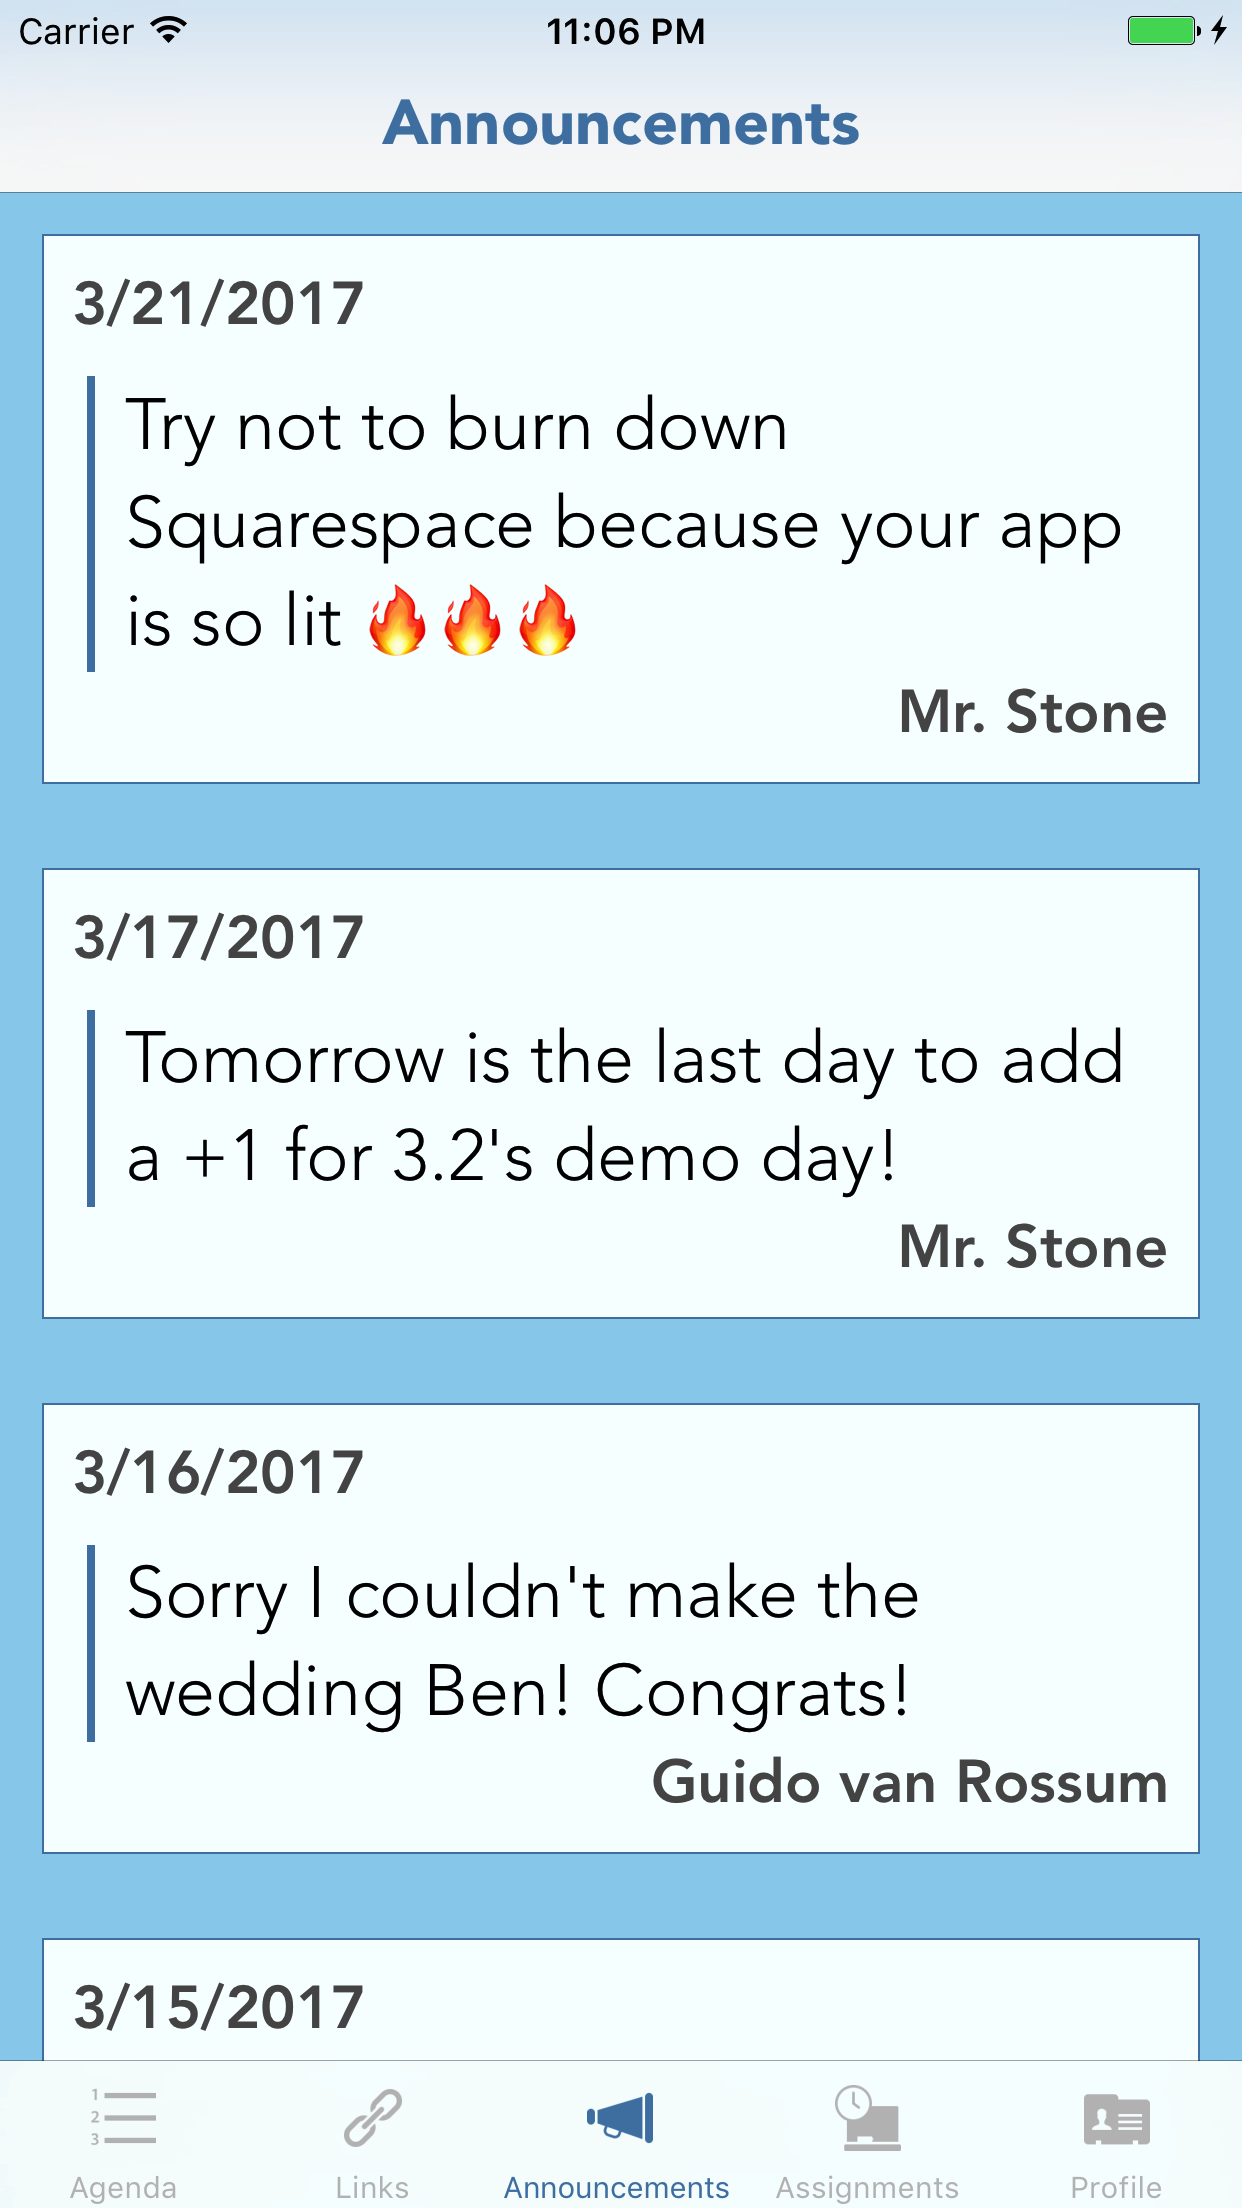 Carrier 11:06 PM
Announcements
3/21/2017
Try not to burn down
Squarespace because your app
is so lit 🔥🔥🔥
Mr. Stone
3/17/2017
Tomorrow is the last day to add
a +1 for 3.2's demo day!
Mr. Stone
3/16/2017
Sorry I couldn't make the
wedding Ben! Congrats!
Guido van Rossum
3/15/2017
1
2
3
Agenda Links Announcements Assignments Profile